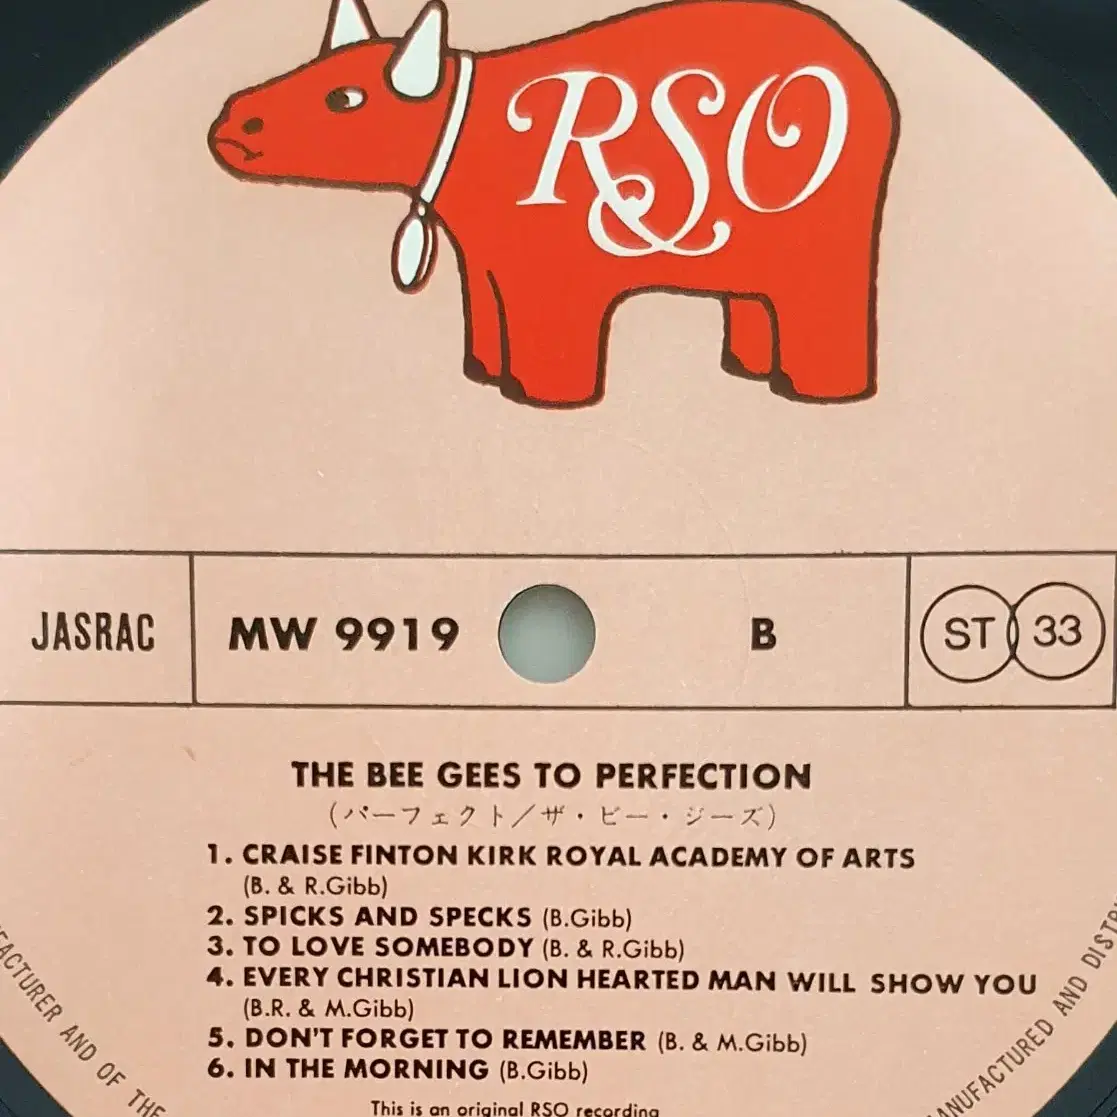 RSO
JASRAC
MW 9919
B
ST 33
THE BEE GEES TO PERFECTION
(パーフェクト/ザ・ビー・ジーズ)
1. CRAISE FINTON KIRK ROYAL ACADEMY OF ARTS
(B. & R.Gibb)
2. SPICKS AND SPECKS (B.Gibb)
3. TO LOVE SOMEBODY (B. & R.Gibb)
4. EVERY CHRISTIAN LION HEARTED MAN WILL SHOW YOU
(B.R. & M.Gibb)
5. DON'T FORGET TO REMEMBER (B. & M.Gibb)
6. IN THE MORNING (B.Gibb)
This is an original RSO recording
FACTURER AND OF THE
ANUFACTURED AND DISTR